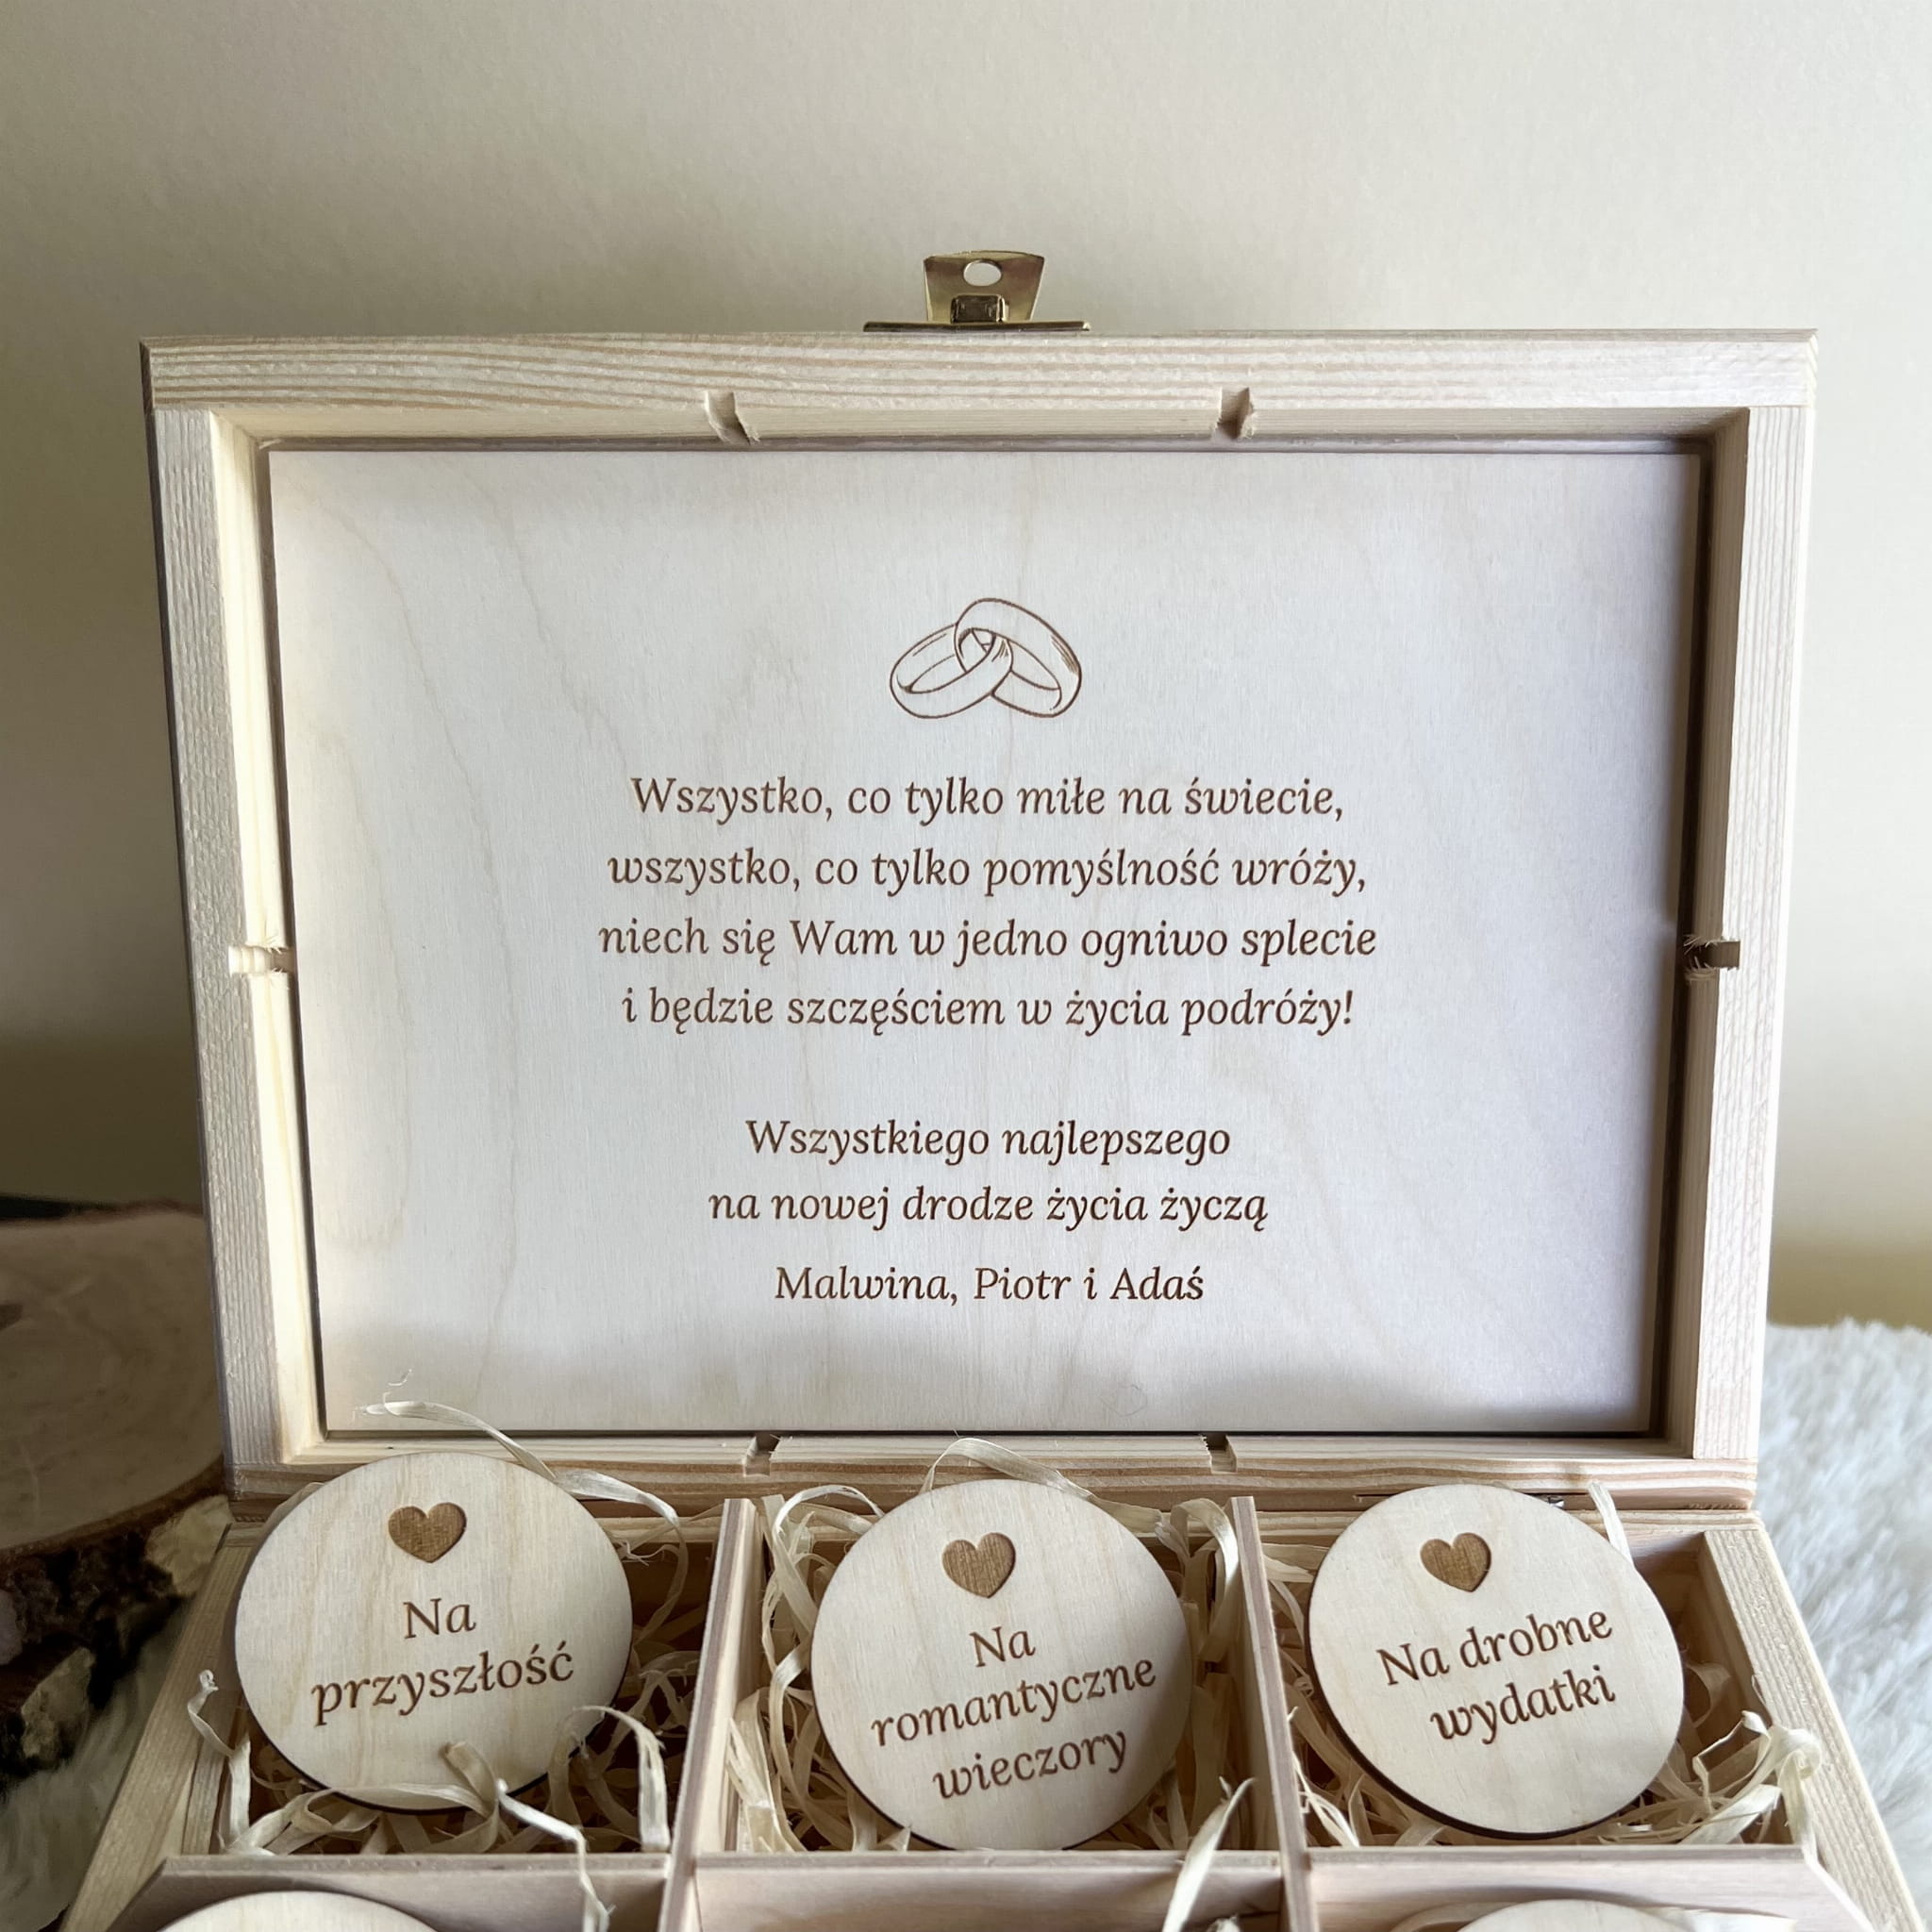 Wszystko, co tylko miłe na świecie,
wszystko, co tylko pomyślność wróży,
niech się Wam w jedno ogniwo splecie
i będzie szczęściem w życia podróży!
Wszystkiego najlepszego
na nowej drodze życia życzą
Malwina, Piotr i Adaś
Na
przyszłość
Na
romantyczne
wieczory
Na drobne
wydatki